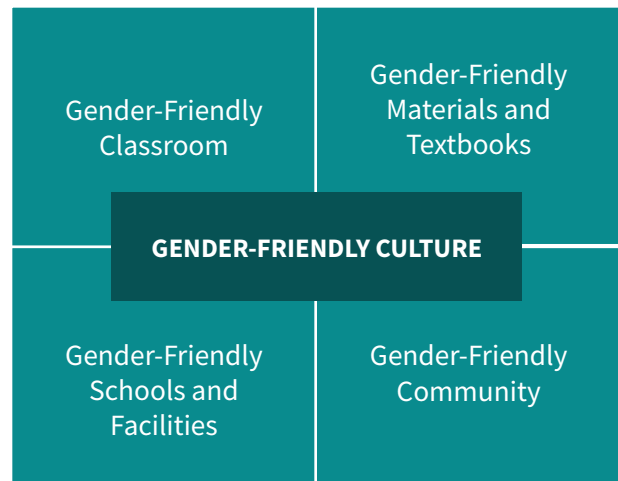 Gender-Friendly
Classroom
Gender-Friendly
Materials and
Textbooks
GENDER-FRIENDLY CULTURE
Gender-Friendly
Schools and
Facilities
Gender-Friendly
Community